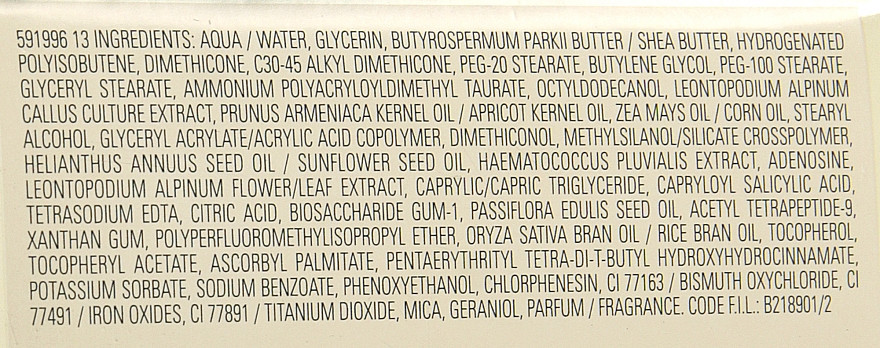 591996 13 INGREDIENTS: AQUA / WATER, GLYCERIN, BUTYROSPERMUM PARKII BUTTER / SHEA BUTTER, HYDROGENATED
POLYISOBUTENE, DIMETHICONE, C30-45 ALKYL DIMETHICONE, PEG-20 STEARATE, BUTYLENE GLYCOL, PEG-100 STEARATE,
GLYCERYL STEARATE, AMMONIUM POLYACRYLOYLDIMETHYL TAURATE, OCTYLDODECANOL, LEONTOPODIUM ALPINUM
CALLUS CULTURE EXTRACT, PRUNUS ARMENIACA KERNEL OIL / APRICOT KERNEL OIL, ZEA MAYS OIL / CORN OIL, STEARYL
ALCOHOL, GLYCERYL ACRYLATE/ACRYLIC ACID COPOLYMER, DIMETHICONOL, METHYLSILANOL/SILICATE CROSSPOLYMER,
HELIANTHUS ANNUUS SEED OIL / SUNFLOWER SEED OIL, HAEMATOCOCCUS PLUVIALIS EXTRACT, ADENOSINE,
LEONTOPODIUM ALPINUM FLOWER/LEAF EXTRACT, CAPRYLIC/CAPRIC TRIGLYCERIDE, CAPRYLOYL SALICYLIC ACID,
TETRASODIUM EDTA, CITRIC ACID, BIOSACCHARIDE GUM-1, PASSIFLORA EDULIS SEED OIL, ACETYL TETRAPEPTIDE-9,
XANTHAN GUM, POLYPERFLUOROMETHYLISOPROPYL ETHER, ORYZA SATIVA BRAN OIL / RICE BRAN OIL, TOCOPHEROL,
TOCOPHERYL ACETATE, ASCORBYL PALMITATE, PENTAERYTHRITYL TETRA-DI-T-BUTYL HYDROXYHYDROCINNAMATE,
POTASSIUM SORBATE, SODIUM BENZOATE, PHENOXYETHANOL, CHLORPHENESIN, CI 77163 / BISMUTH OXYCHLORIDE, CI
77491 / IRON OXIDES, CI 77891 / TITANIUM DIOXIDE, MICA, GERANIOL, PARFUM / FRAGRANCE. CODE F.I.L.: B218901/2